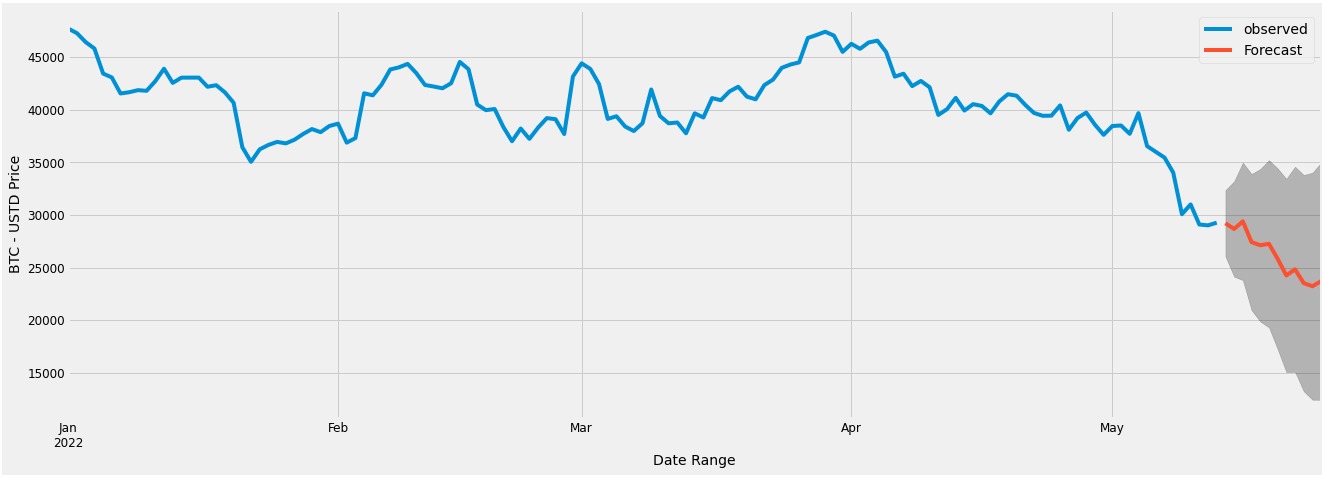 observed
Forecast
BTC - USTD Price
45000
40000
35000
30000
25000
20000
15000
Jan
2022
Feb
Mar
Apr
May
Date Range